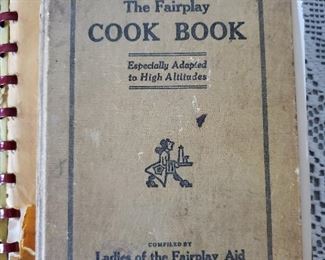 The Fairplay
COOK BOOK
Especially Adapted
to High Altitudes
COMPILED BY
Ladies of the Fairplay Aid